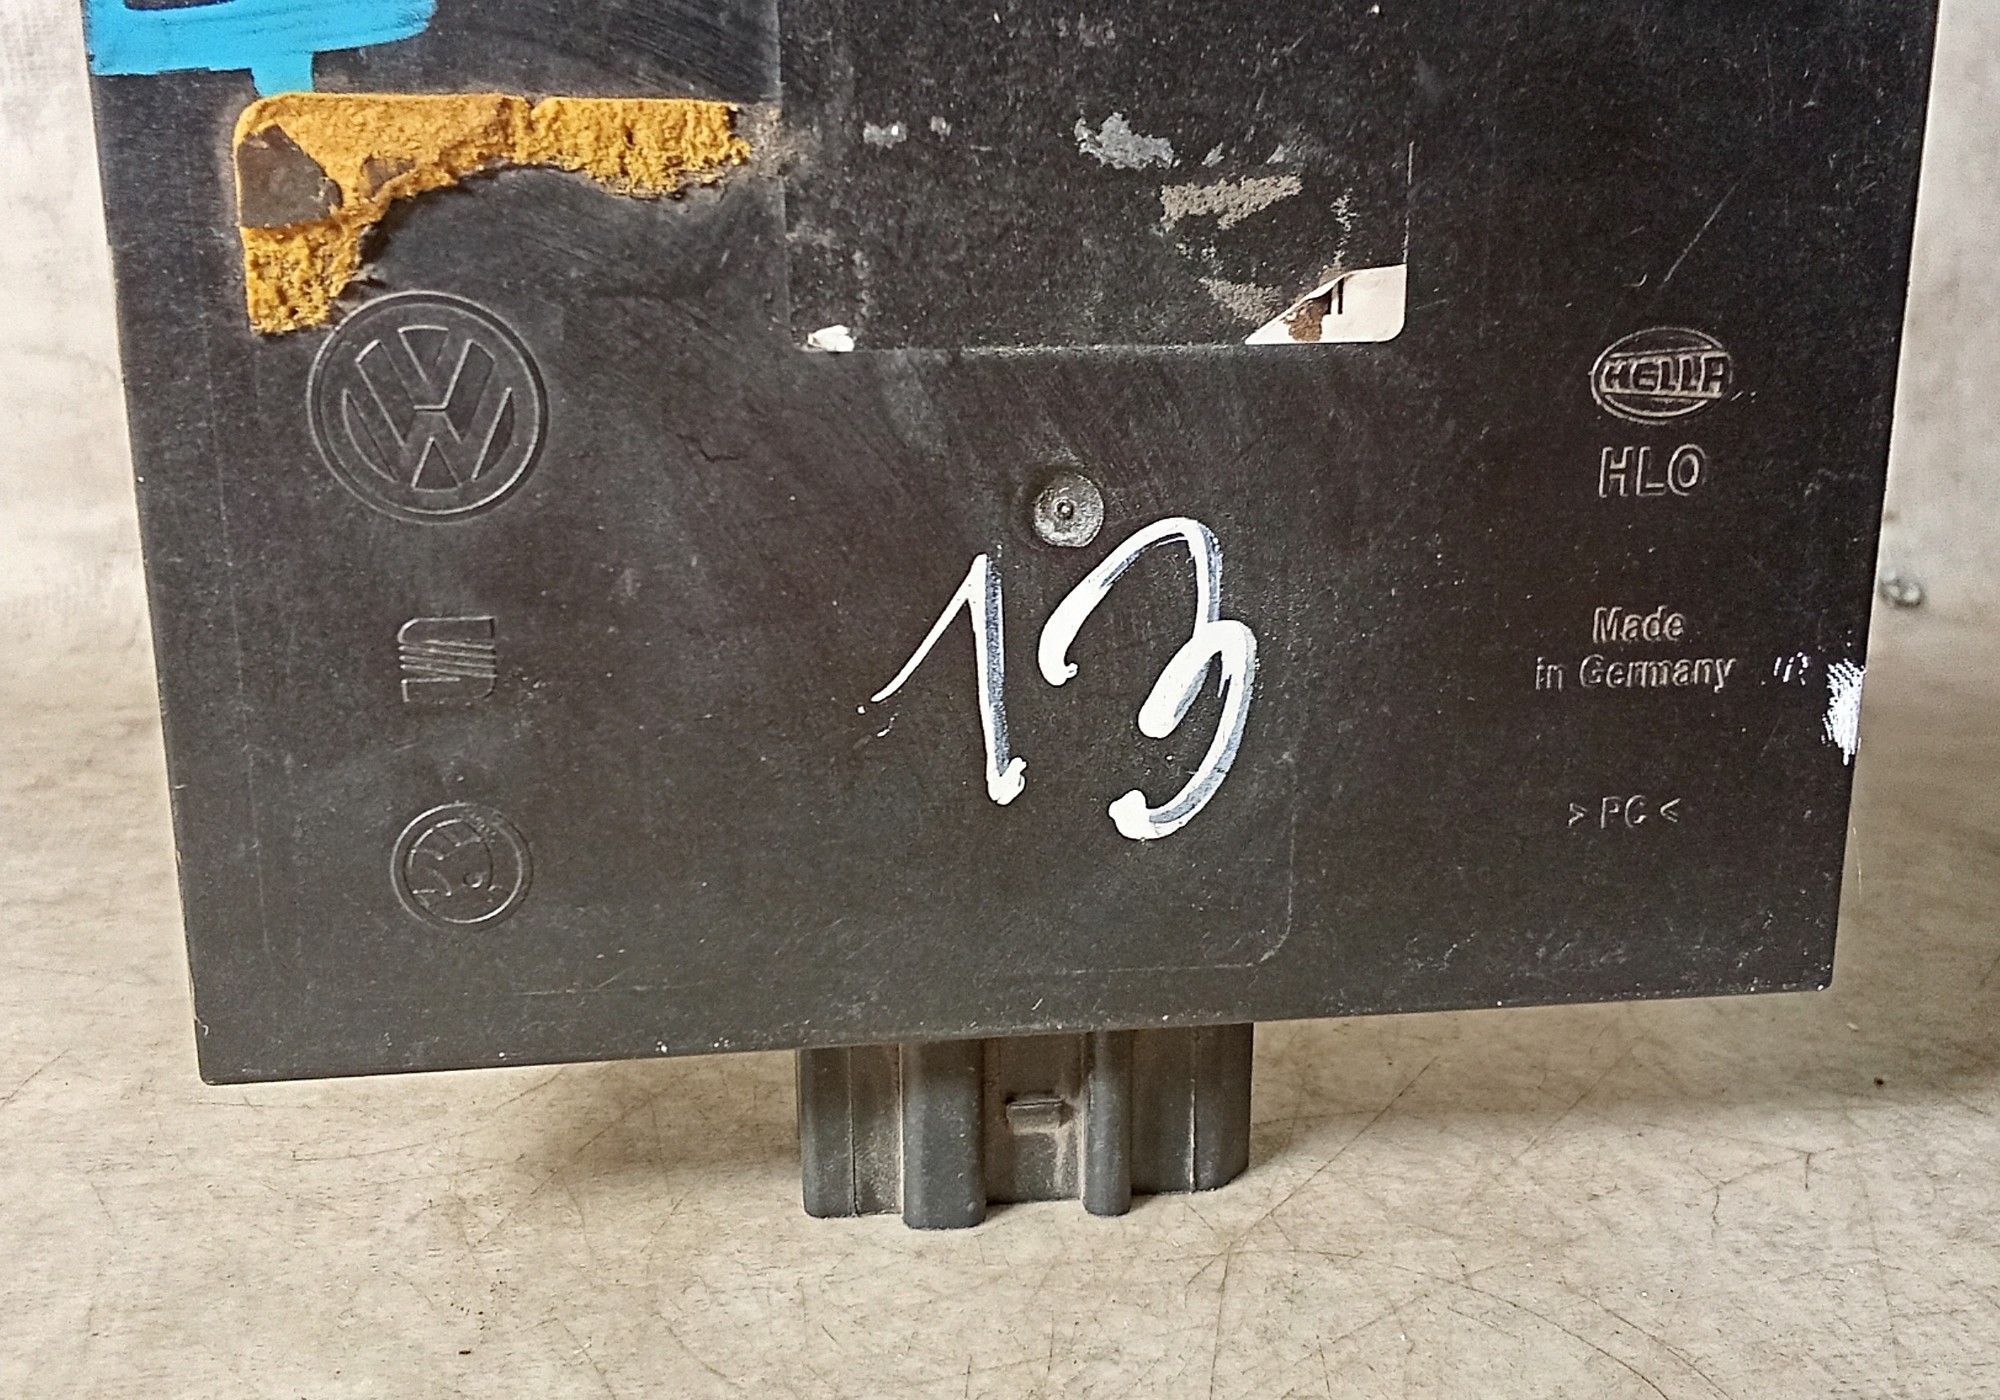 HELLA
HLO
13
Made
in Germany
> PC <